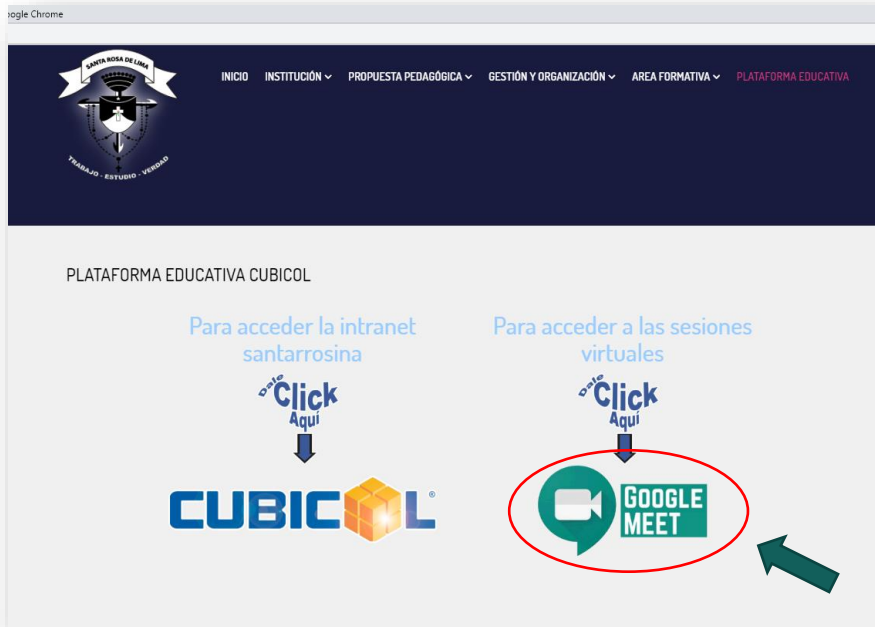 oogle Chrome
SANTA ROSA DE LIMA
TRABAJO - ESTUDIO - VERDAD
INICIO INSTITUCIÓN PROPUESTA PEDAGÓGICA GESTIÓN Y ORGANIZACIÓN AREA FORMATIVA PLATAFORMA EDUCATIVA
PLATAFORMA EDUCATIVA CUBICOL
Para acceder la intranet
santarrosina
Dale
Click
Aquí
CUBICOL®
Para acceder a las sesiones
virtuales
Dale
Click
Aquí
GOOGLE
MEET